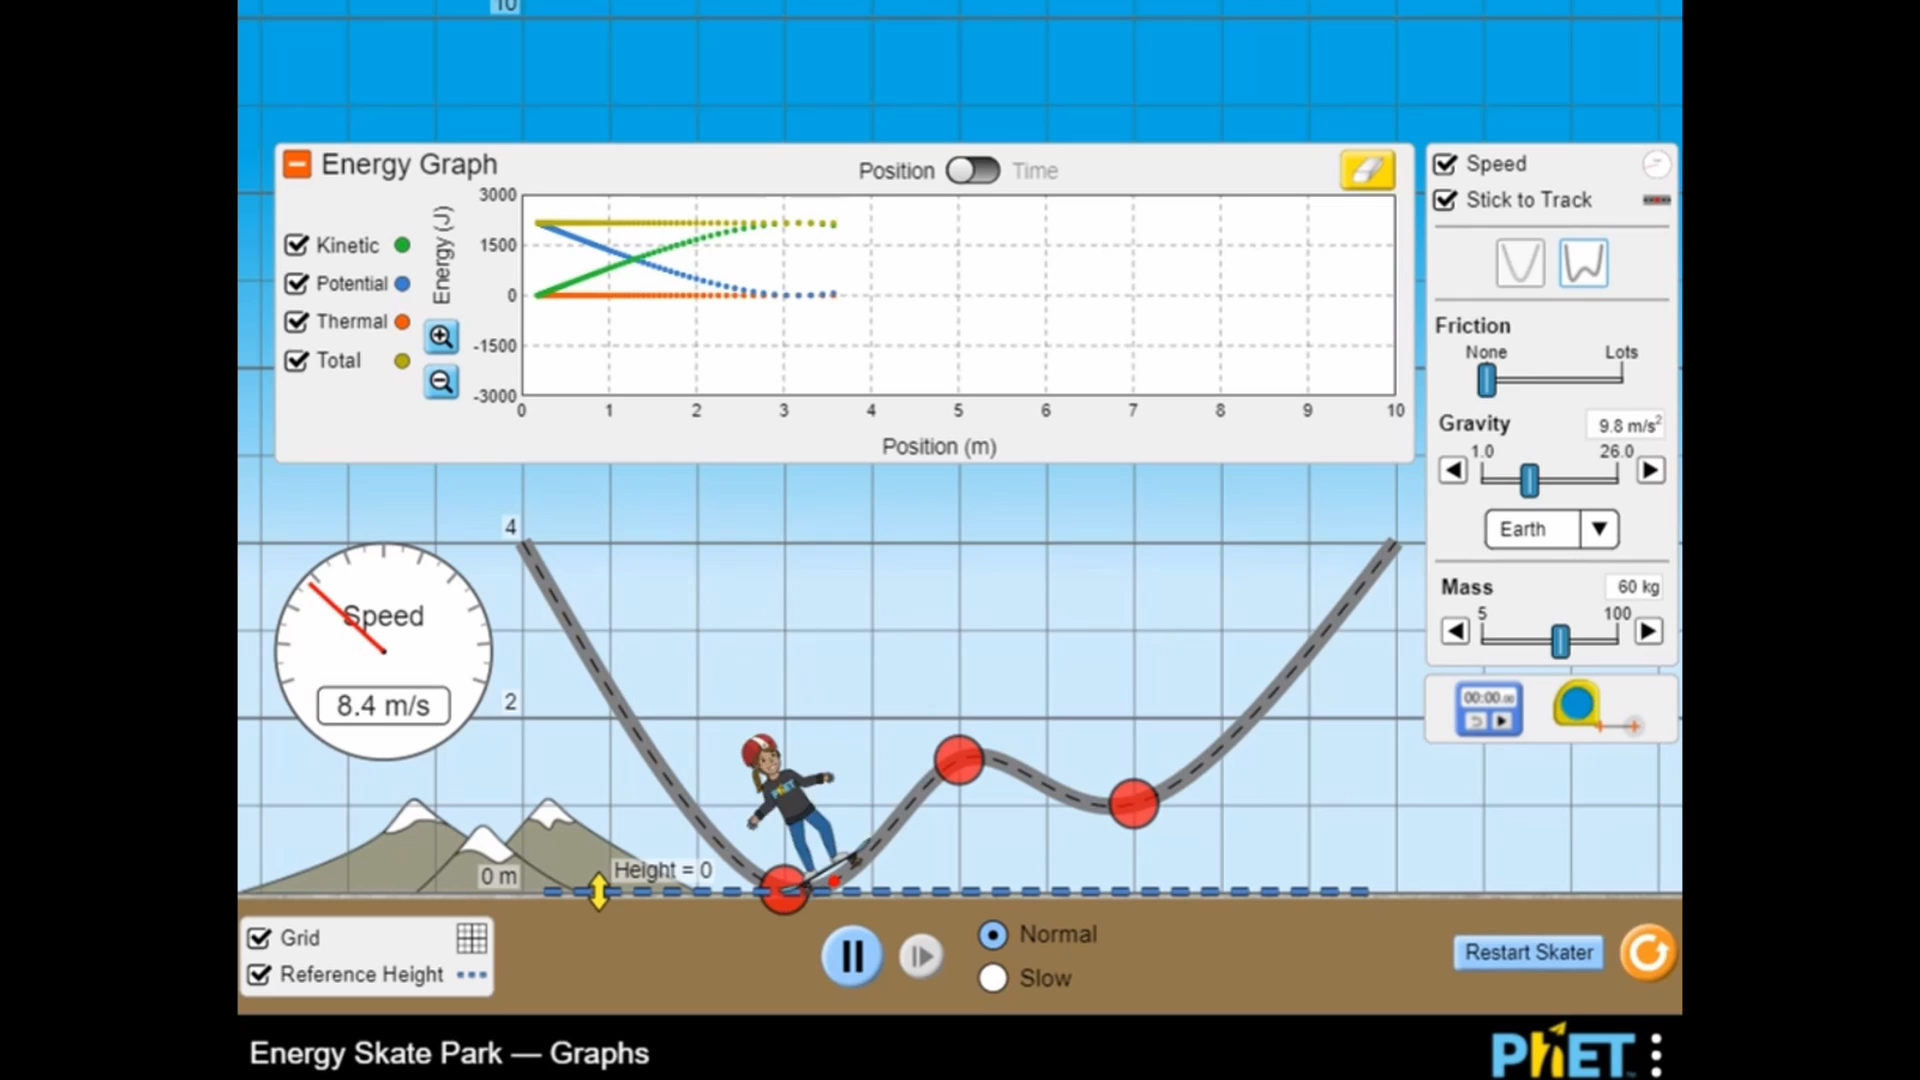 10
Energy Graph
Position Time
Kinetic
Potential
Thermal
Total
Energy (J)
3000
1500
0
-1500
-3000
0 1 2 3 4 5 6 7 8 9 10
Position (m)
Speed
Stick to Track
Friction
None Lots
Gravity 9.8 m/s²
1.0 26.0
Earth
Mass 60 kg
5 100
00:00.00
4
2
0 m
Speed
8.4 m/s
PhET
Height = 0
Grid
Reference Height
Normal
Slow
Restart Skater
Energy Skate Park — Graphs
PhET